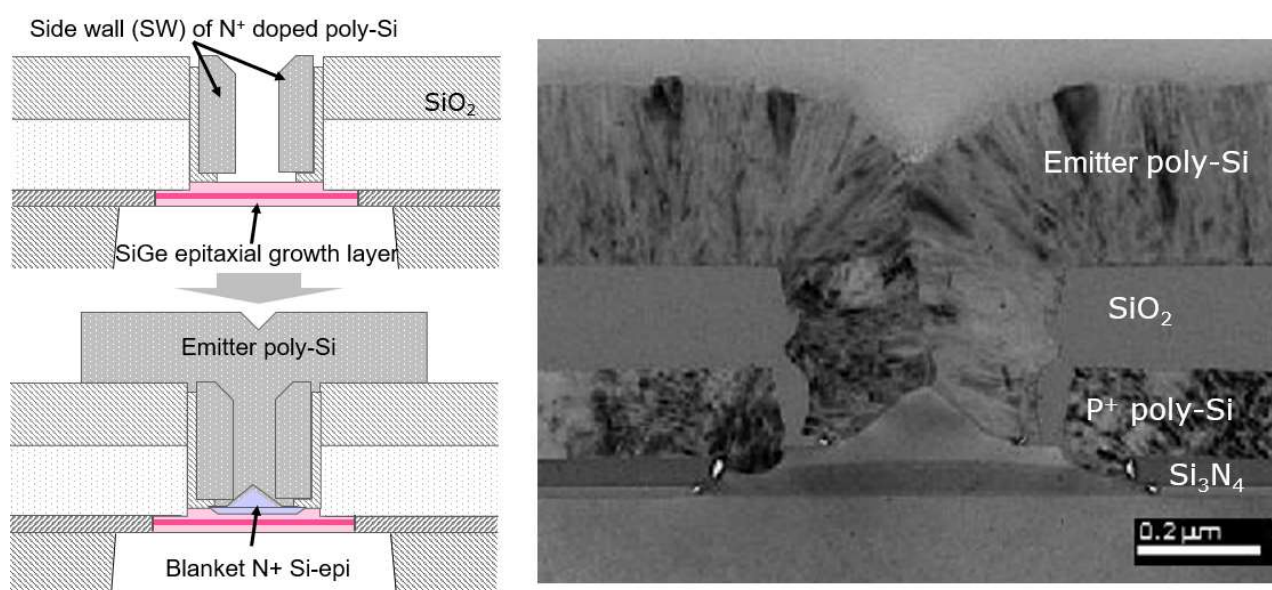 Side wall (SW) of N⁺ doped poly-Si
SiO₂
SiGe epitaxial growth layer
Emitter poly-Si
Blanket N+ Si-epi
Emitter poly-Si
SiO₂
P⁺ poly-Si
Si₃N₄
0.2 μm